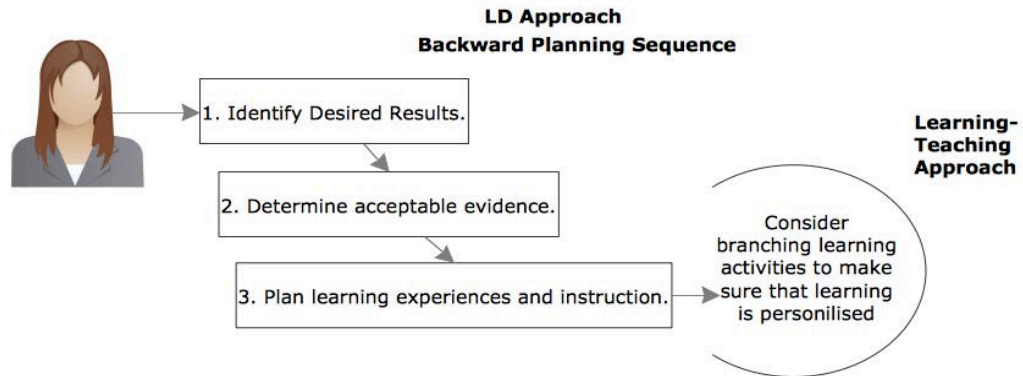 LD Approach
Backward Planning Sequence
1. Identify Desired Results.
2. Determine acceptable evidence.
3. Plan learning experiences and instruction.
Learning-
Teaching
Approach
Consider
branching learning
activities to make
sure that learning
is personilised